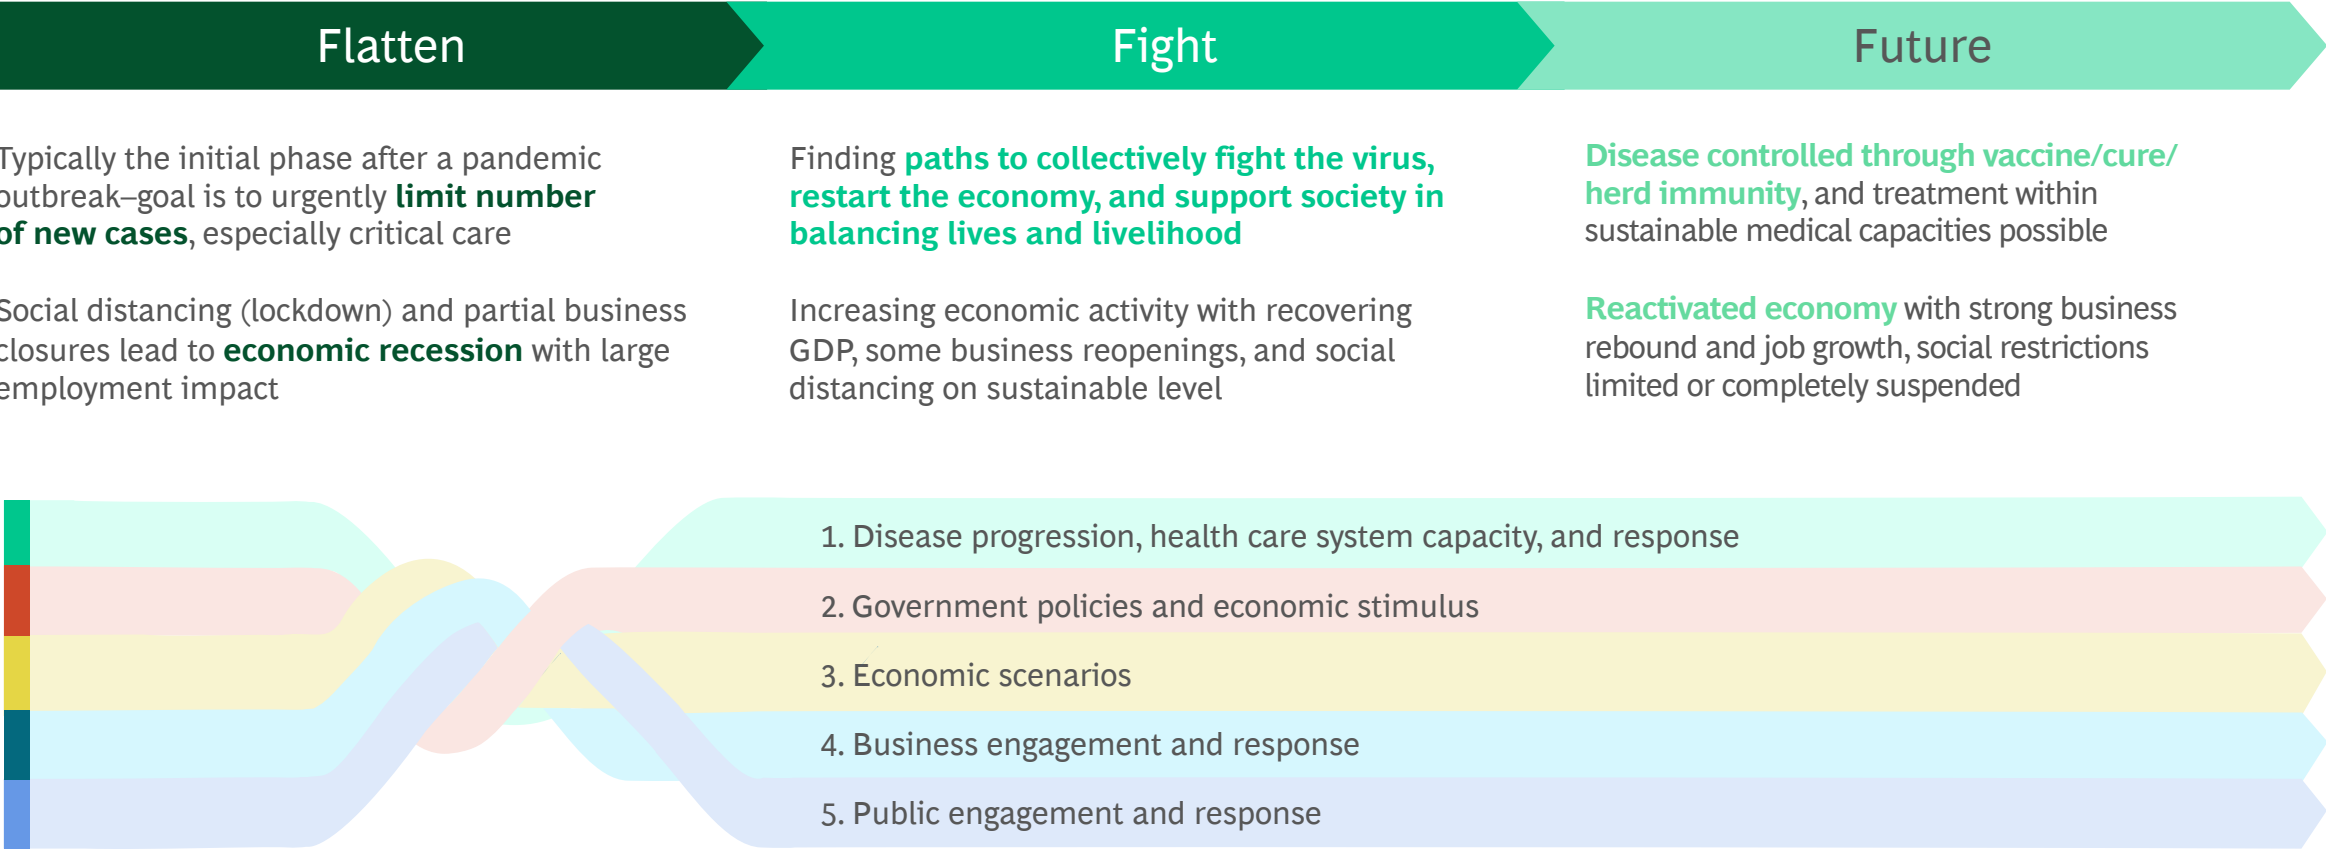 Flatten
Fight
Future
Typically the initial phase after a pandemic
outbreak–goal is to urgently limit number
of new cases, especially critical care
Social distancing (lockdown) and partial business
closures lead to economic recession with large
employment impact
Finding paths to collectively fight the virus,
restart the economy, and support society in
balancing lives and livelihood
Increasing economic activity with recovering
GDP, some business reopenings, and social
distancing on sustainable level
Disease controlled through vaccine/cure/
herd immunity, and treatment within
sustainable medical capacities possible
Reactivated economy with strong business
rebound and job growth, social restrictions
limited or completely suspended
1. Disease progression, health care system capacity, and response
2. Government policies and economic stimulus
3. Economic scenarios
4. Business engagement and response
5. Public engagement and response